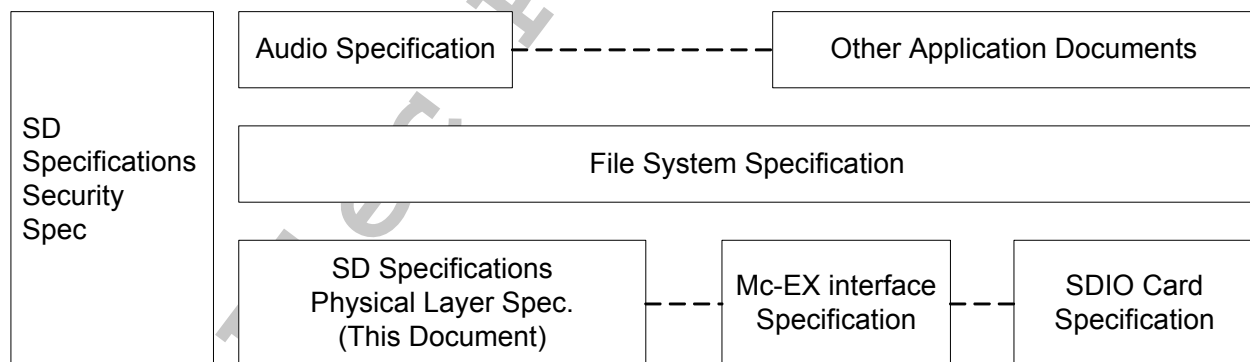 Audio Specification
Other Application Documents
SD
Specifications
Security
Spec
File System Specification
SD Specifications
Physical Layer Spec.
(This Document)
Mc-EX interface
Specification
SDIO Card
Specification